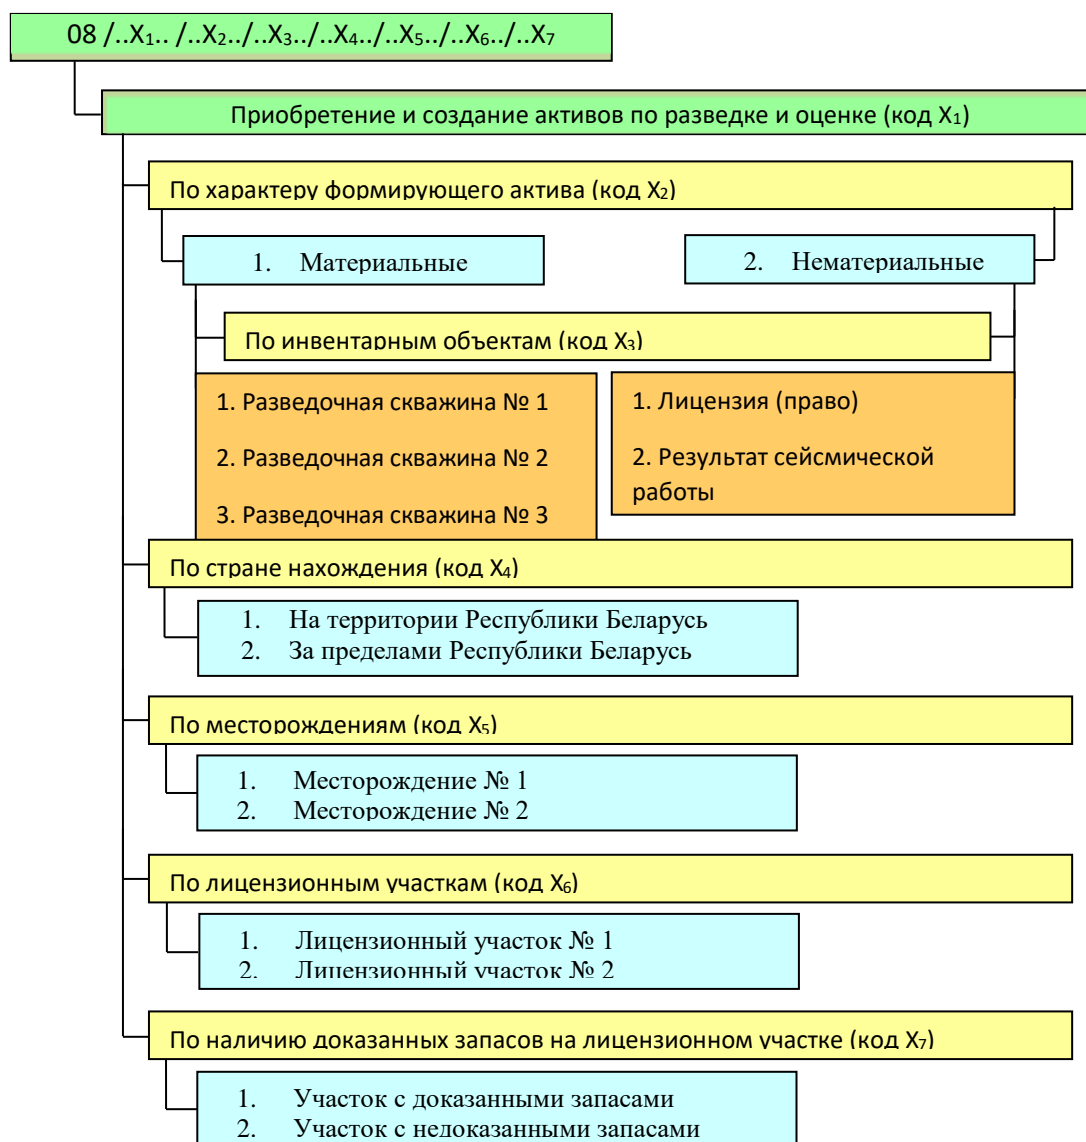 08 /..X₁.. /..X₂../..X₃../..X₄../..X₅../..X₆../..X₇
Приобретение и создание активов по разведке и оценке (код X₁)
По характеру формирующего актива (код X₂)
1. Материальные
2. Нематериальные
По инвентарным объектам (код X₃)
1. Разведочная скважина № 1
2. Разведочная скважина № 2
3. Разведочная скважина № 3
1. Лицензия (право)
2. Результат сейсмической
работы
По стране нахождения (код X₄)
1. На территории Республики Беларусь
2. За пределами Республики Беларусь
По месторождениям (код X₅)
1. Месторождение № 1
2. Месторождение № 2
По лицензионным участкам (код X₆)
1. Лицензионный участок № 1
2. Лицензионный участок № 2
По наличию доказанных запасов на лицензионном участке (код X₇)
1. Участок с доказанными запасами
2. Участок с недоказанными запасами